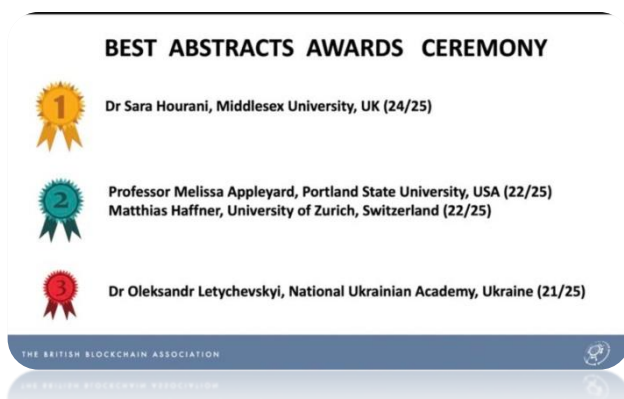 BEST ABSTRACTS AWARDS CEREMONY
1
Dr Sara Hourani, Middlesex University, UK (24/25)
2
Professor Melissa Appleyard, Portland State University, USA (22/25)
Matthias Haffner, University of Zurich, Switzerland (22/25)
3
Dr Oleksandr Letychevskyi, National Ukrainian Academy, Ukraine (21/25)
THE BRITISH BLOCKCHAIN ASSOCIATION